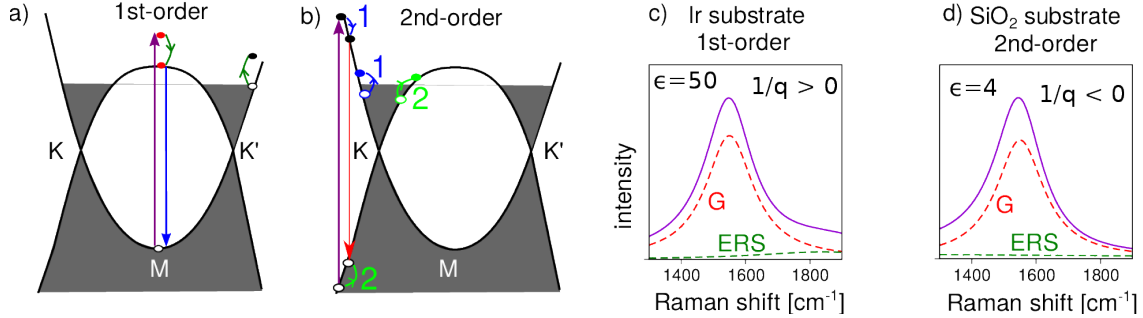 a) 1st-order
K K'
M
b) 2nd-order
1
1
2
K K'
2 M
c) Ir substrate
1st-order
ϵ=50 1/q > 0
G
ERS
intensity
1400 1600 1800
Raman shift [cm⁻¹]
d) SiO₂ substrate
2nd-order
ϵ=4 1/q < 0
G
ERS
1400 1600 1800
Raman shift [cm⁻¹]